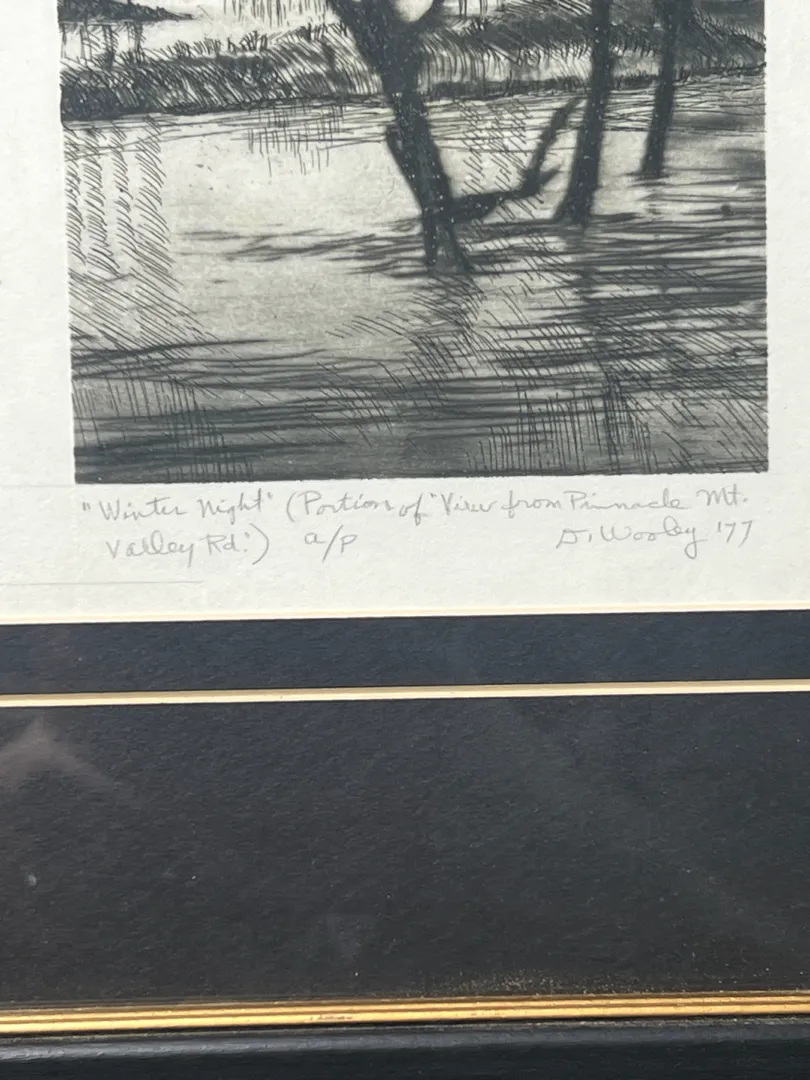 "Winter Night" (Portion of "View from Pinnacle Mt.
Valley Rd.") a/p D. Wooley '77